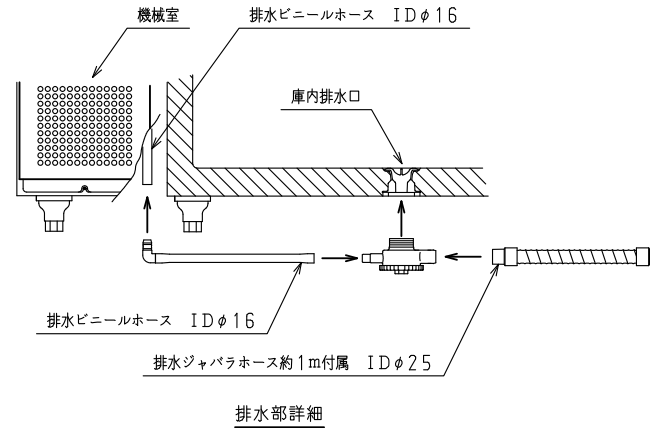 機械室
排水ビニールホース IDφ16
庫内排水口
排水ビニールホース IDφ16
排水ジャバラホース約1m付属 IDφ25
排水部詳細